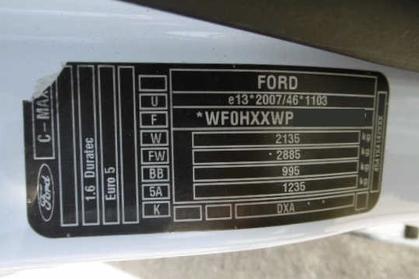 FORD
U e13*2007/46*1103
F *WF0HXXWP
W 2135
FW 2885
BB 995
5A 1235
K DXA
C-MAX
1.6 Duratec
Euro 5
Ford
kg
kg
kg
kg